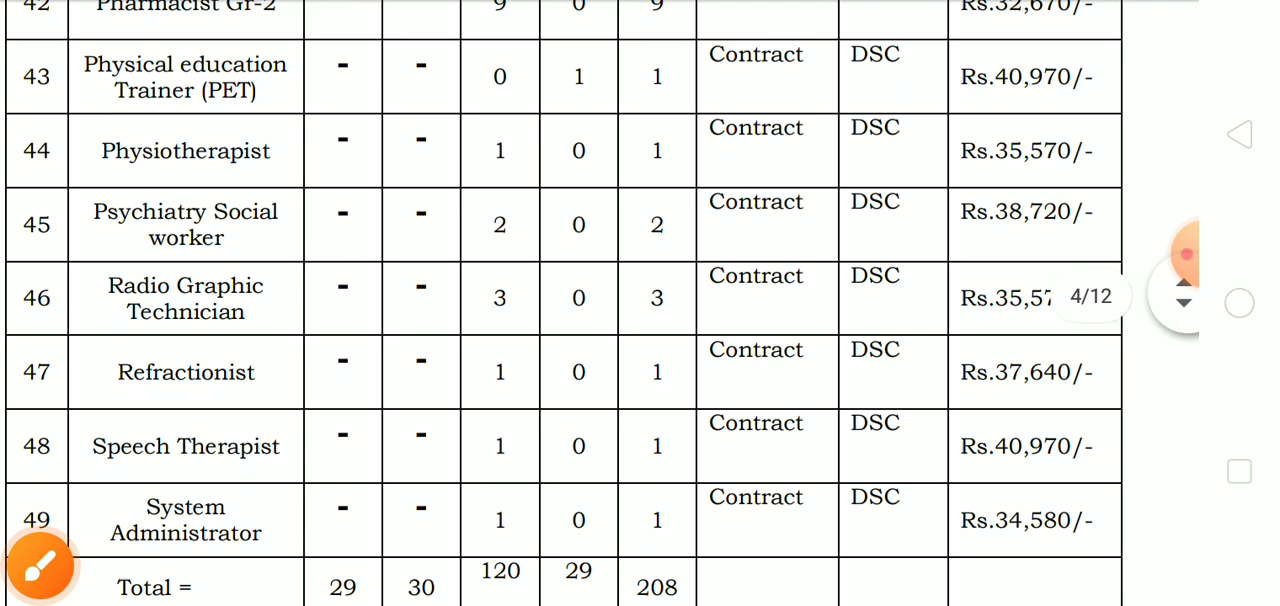 42 Pharmacist Gr-2 9 0 9 Rs.32,670/-
43 Physical education Trainer (PET) - - 0 1 1 Contract DSC Rs.40,970/-
44 Physiotherapist - - 1 0 1 Contract DSC Rs.35,570/-
45 Psychiatry Social worker - - 2 0 2 Contract DSC Rs.38,720/-
46 Radio Graphic Technician - - 3 0 3 Contract DSC Rs.35,57
4/12
47 Refractionist - - 1 0 1 Contract DSC Rs.37,640/-
48 Speech Therapist - - 1 0 1 Contract DSC Rs.40,970/-
49 System Administrator - - 1 0 1 Contract DSC Rs.34,580/-
Total = 29 30 120 29 208